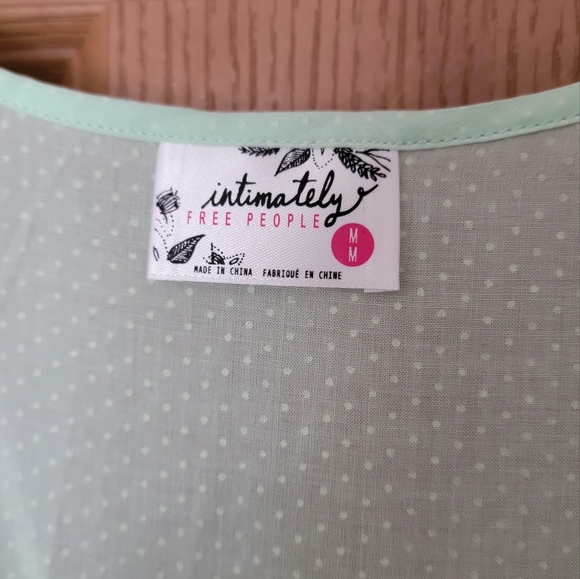 intimately
FREE PEOPLE
M
M
MADE IN CHINA FABRIQUÉ EN CHINE